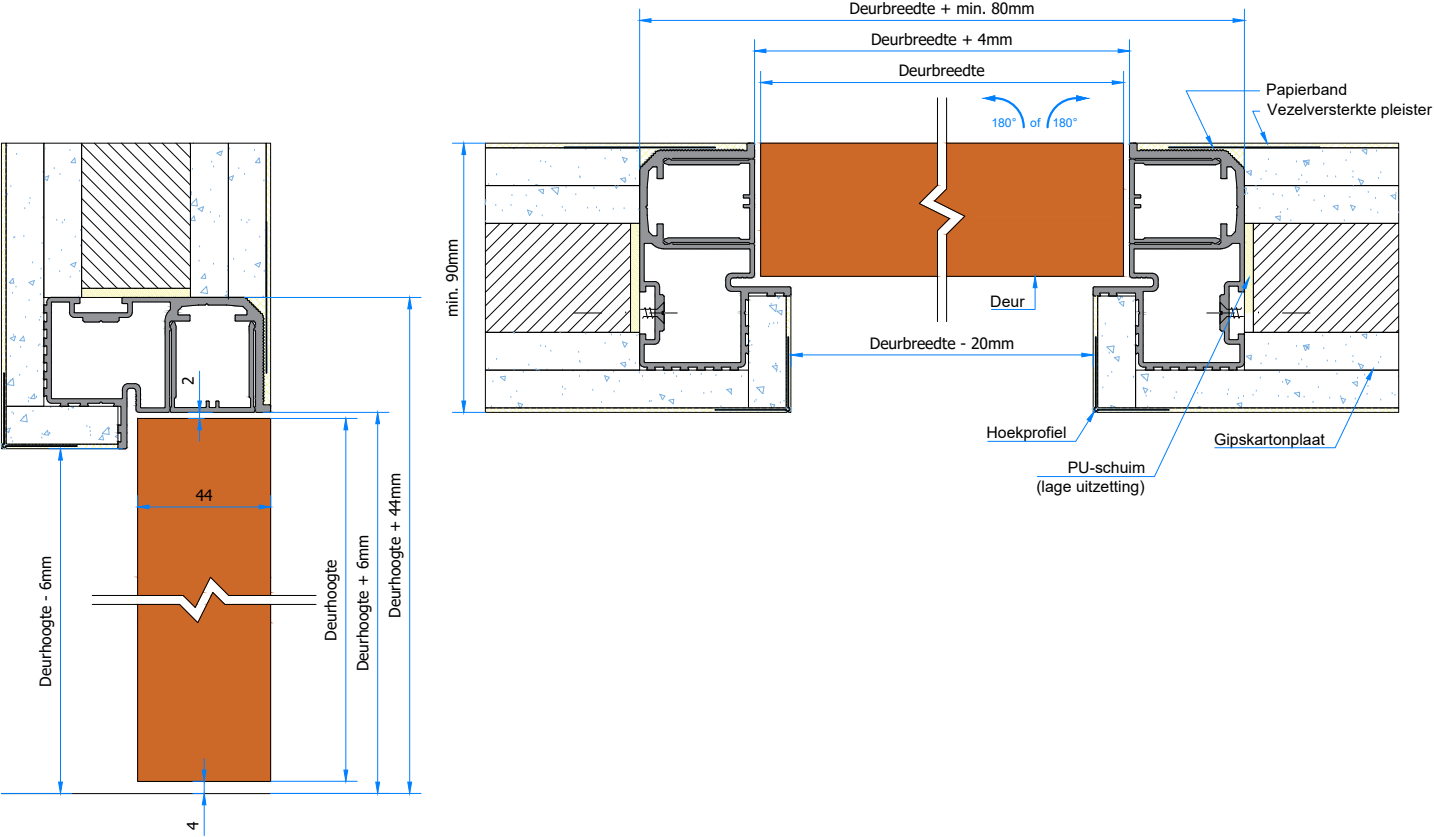 Deurbreedte + min. 80mm
Deurbreedte + 4mm
Deurbreedte
180° of 180°
Papierband
Vezelversterkte pleister
min. 90mm
Deur
Deurbreedte - 20mm
Hoekprofiel
Gipskartonplaat
PU-schuim
(lage uitzetting)
2
44
Deurhoogte - 6mm
Deurhoogte
Deurhoogte + 6mm
Deurhoogte + 44mm
4